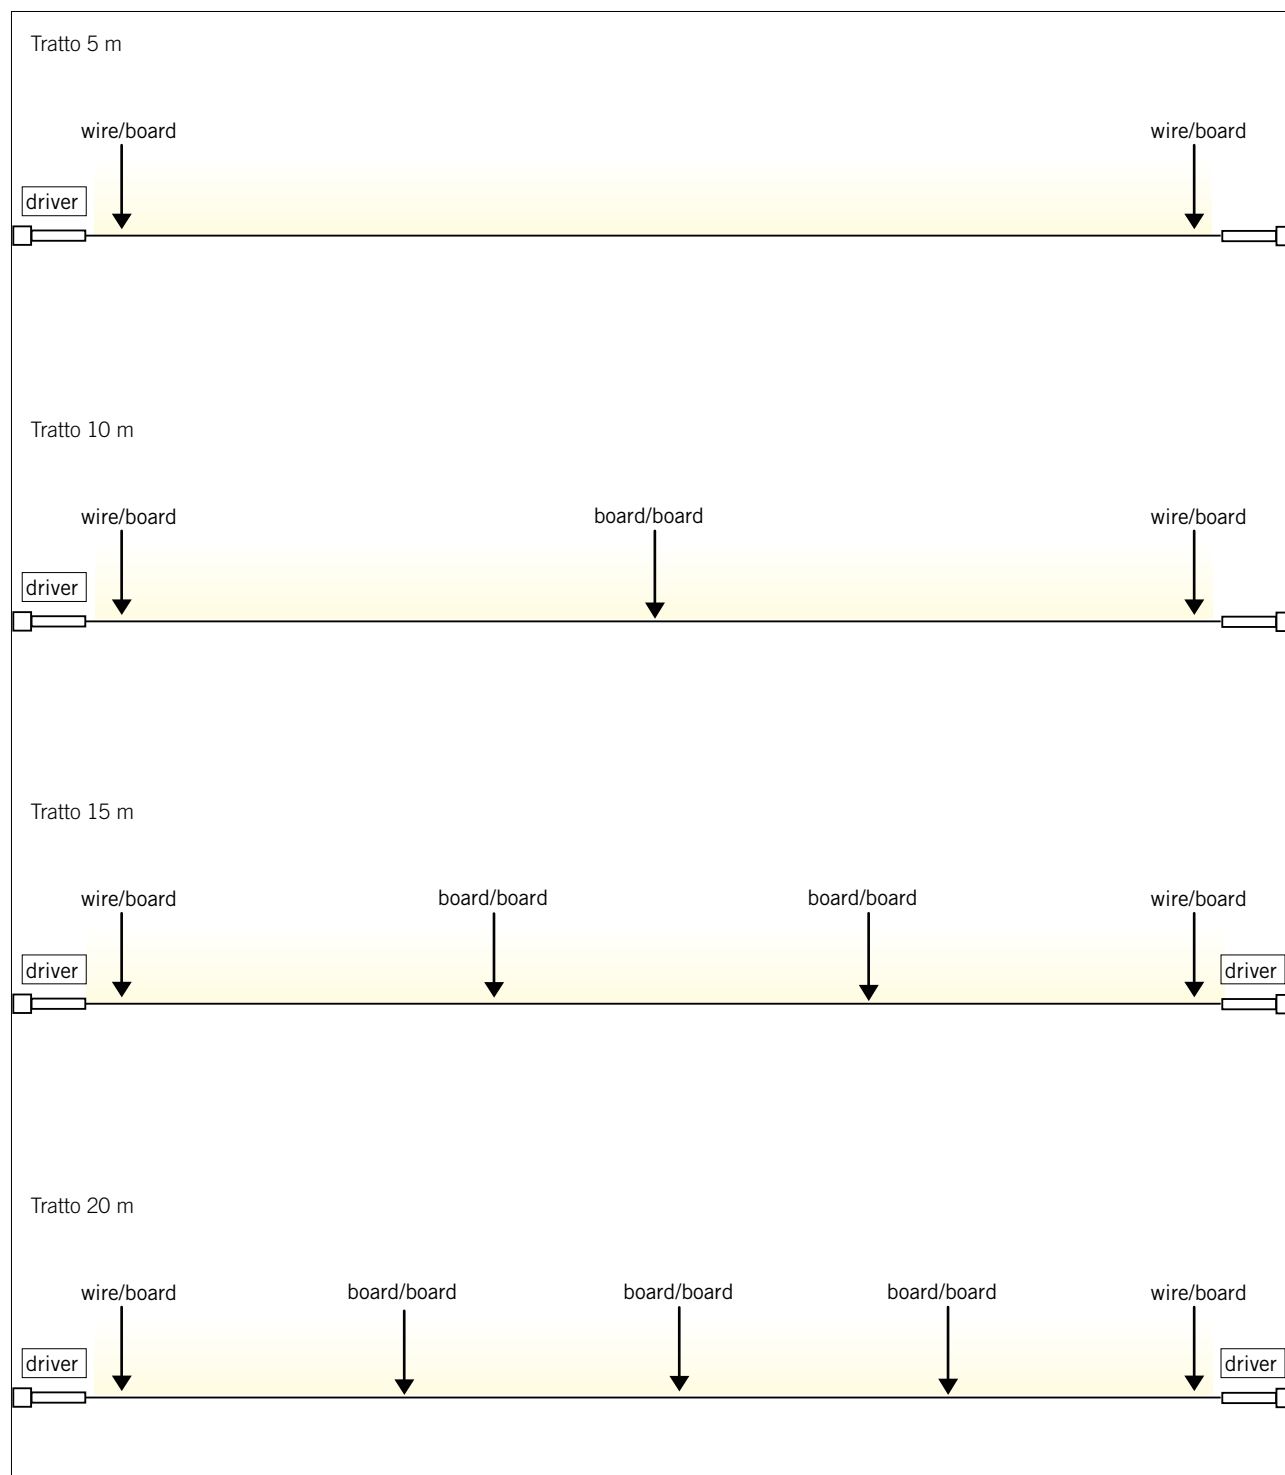 Tratto 5 m
wire/board wire/board
driver
Tratto 10 m
wire/board board/board wire/board
driver
Tratto 15 m
wire/board board/board board/board wire/board
driver driver
Tratto 20 m
wire/board board/board board/board board/board wire/board
driver driver